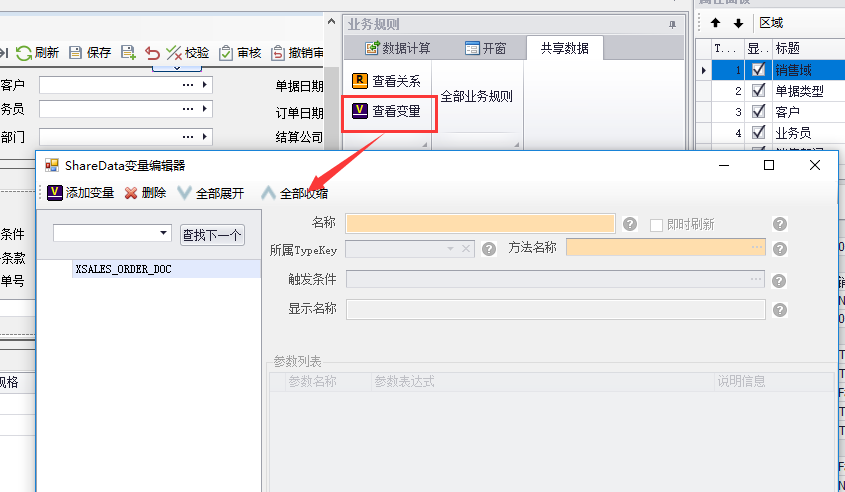 业务规则
刷新 保存 校验 审核 撤销审
数据计算 开窗 共享数据
区域
T... 显. 标题
1 销售域
2 单据类型
3 客户
4 业务员
客户
单据日期
务员
订单日期
部门
结算公司
R 查看关系
V 查看变量
全部业务规则
ShareData变量编辑器
V 添加变量 删除 全部展开 全部收缩
查找下一个
XSALES_ORDER_DOC
名称 ? 即时刷新 ?
所属TypeKey ? 方法名称 ... ?
触发条件 ... ?
显示名称 ?
参数列表
参数名称 参数表达式 说明信息
条件
条款
单号
规格